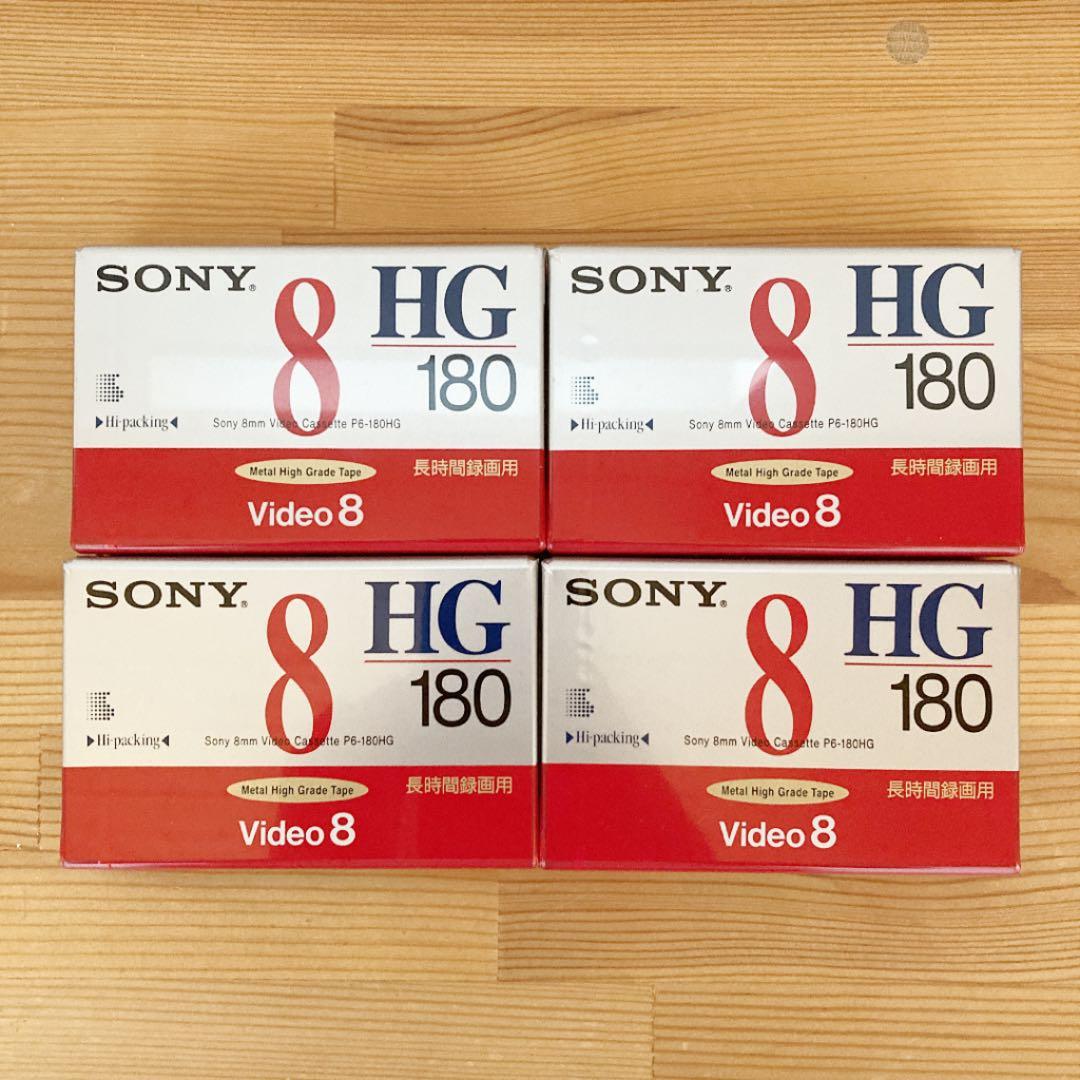 SONY®
8
HG
180
▶Hi-packing◀
Sony 8mm Video Cassette P6-180HG
Metal High Grade Tape
長時間録画用
Video 8
SONY®
8
HG
180
▶Hi-packing◀
Sony 8mm Video Cassette P6-180HG
Metal High Grade Tape
長時間録画用
Video 8
SONY®
8
HG
180
▶Hi-packing◀
Sony 8mm Video Cassette P6-180HG
Metal High Grade Tape
長時間録画用
Video 8
SONY®
8
HG
180
▶Hi-packing◀
Sony 8mm Video Cassette P6-180HG
Metal High Grade Tape
長時間録画用
Video 8